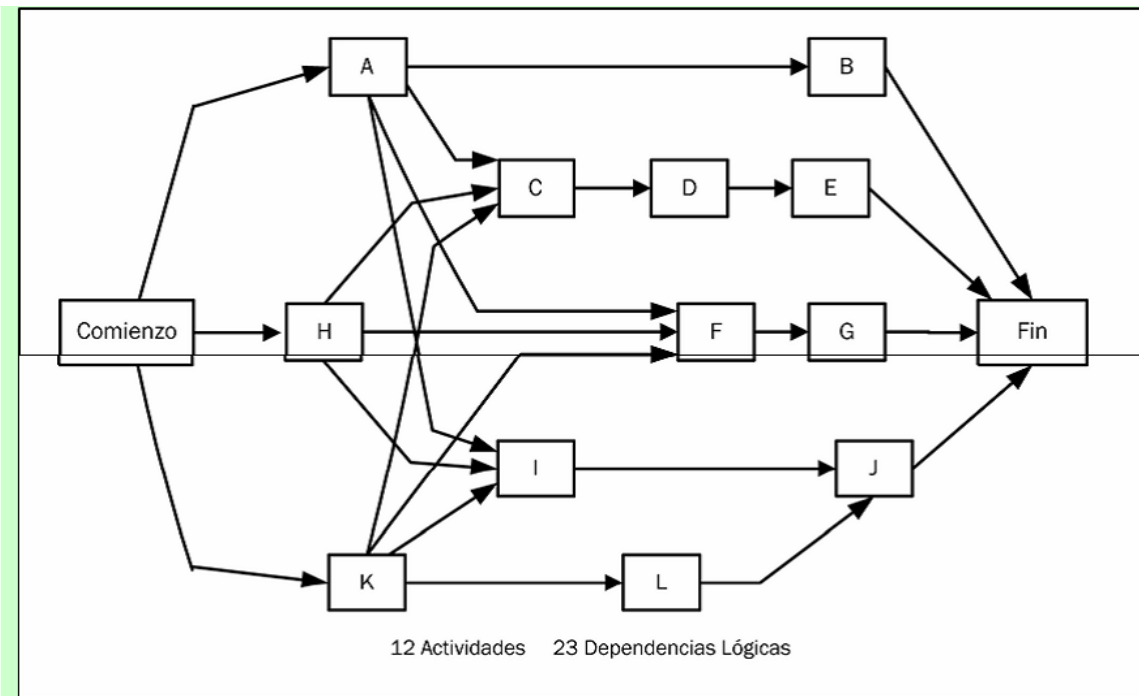 A
B
C
D
E
Comienzo
H
F
G
Fin
I
J
K
L
12 Actividades 23 Dependencias Lógicas